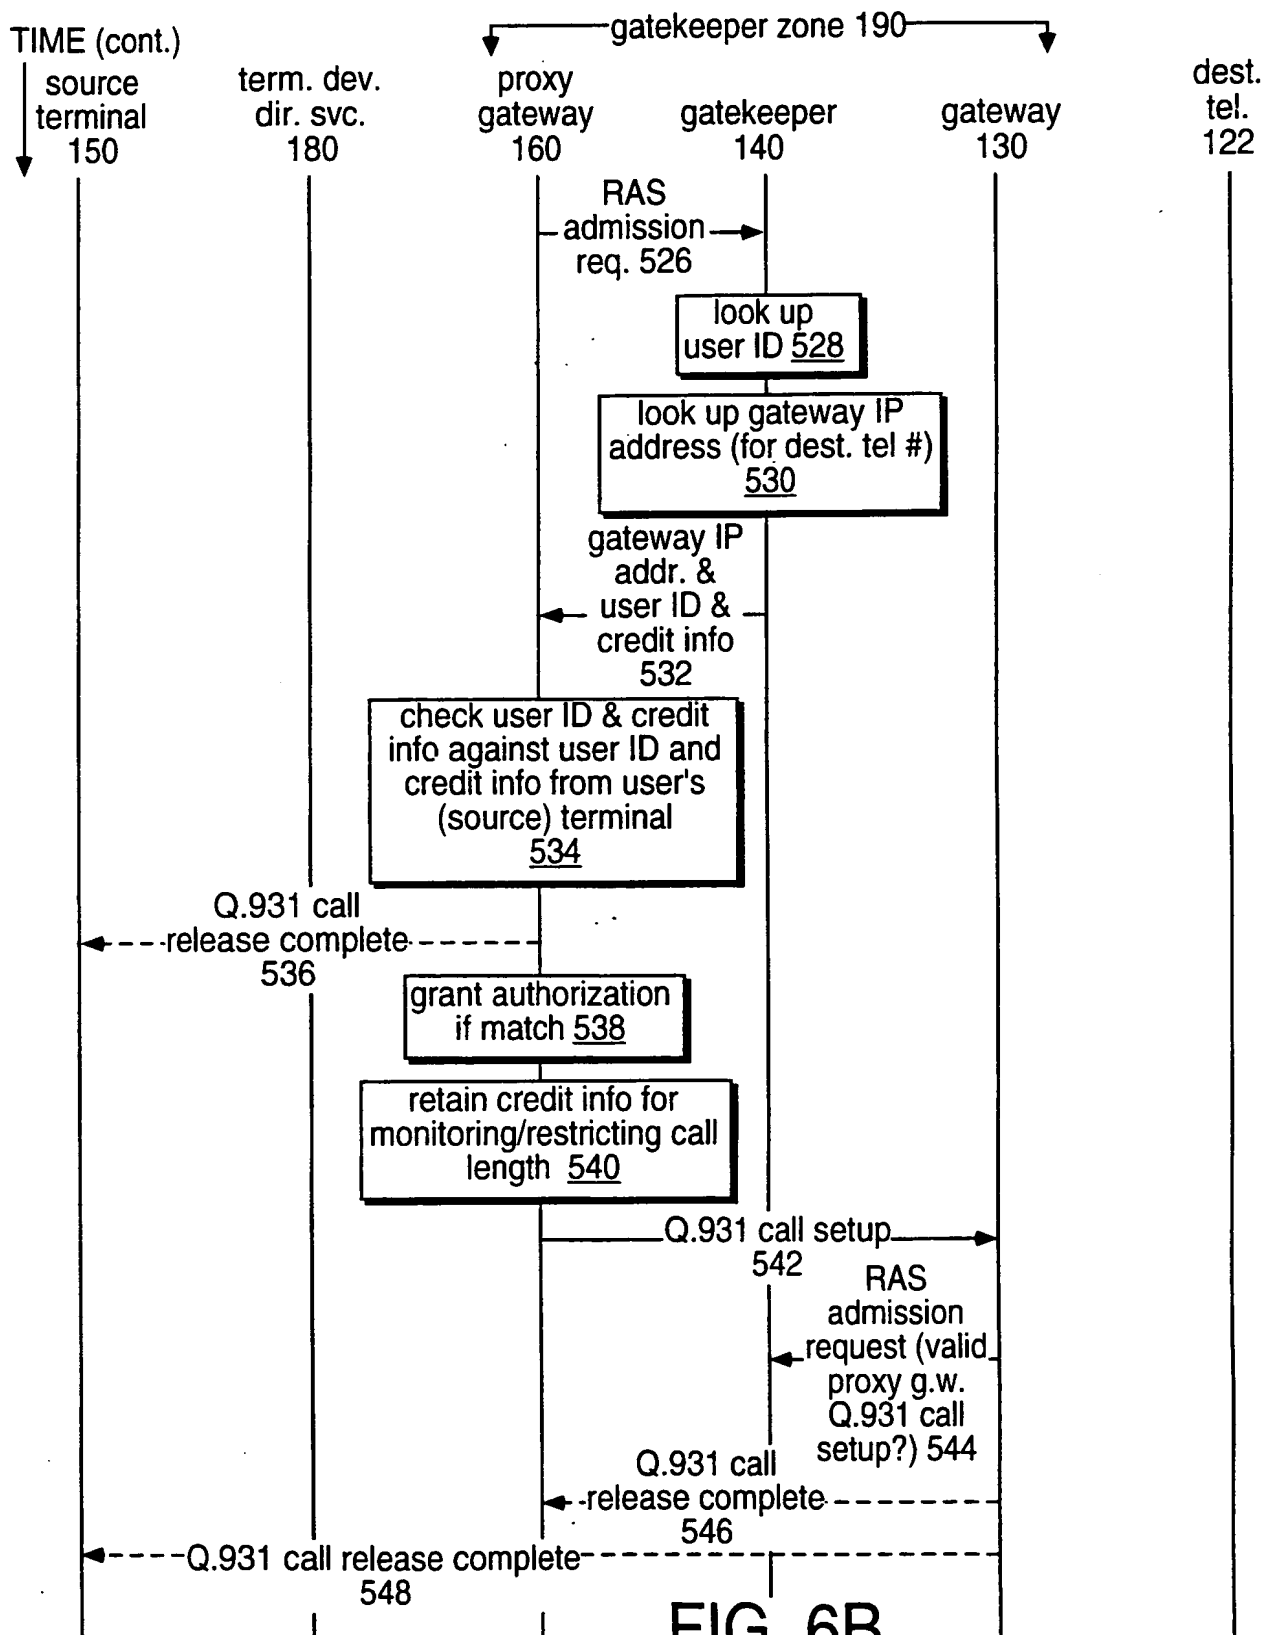 gatekeeper zone 190
TIME (cont.)
source
terminal
150
term. dev.
dir. svc.
180
proxy
gateway
160
gatekeeper
140
gateway
130
dest.
tel.
122
RAS
admission
req. 526
look up
user ID 528
look up gateway IP
address (for dest. tel #)
530
gateway IP
addr. &
user ID &
credit info
532
check user ID & credit
info against user ID and
credit info from user's
(source) terminal
534
Q.931 call
release complete
536
grant authorization
if match 538
retain credit info for
monitoring/restricting call
length 540
Q.931 call setup
542
RAS
admission
request (valid
proxy g.w.
Q.931 call
setup?) 544
Q.931 call
release complete
546
Q.931 call release complete
548
FIG. 6B